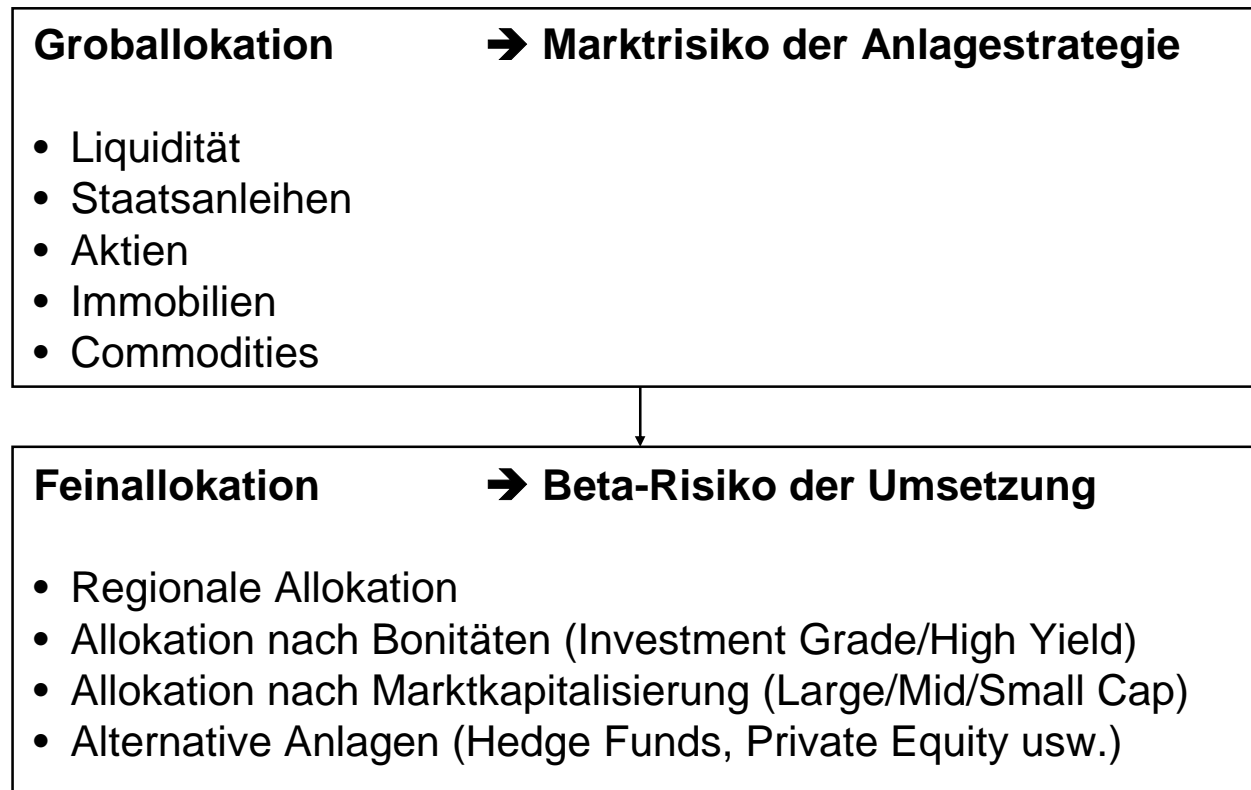 Groballokation ➔ Marktrisiko der Anlagestrategie
• Liquidität
• Staatsanleihen
• Aktien
• Immobilien
• Commodities
Feinallokation ➔ Beta-Risiko der Umsetzung
• Regionale Allokation
• Allokation nach Bonitäten (Investment Grade/High Yield)
• Allokation nach Marktkapitalisierung (Large/Mid/Small Cap)
• Alternative Anlagen (Hedge Funds, Private Equity usw.)